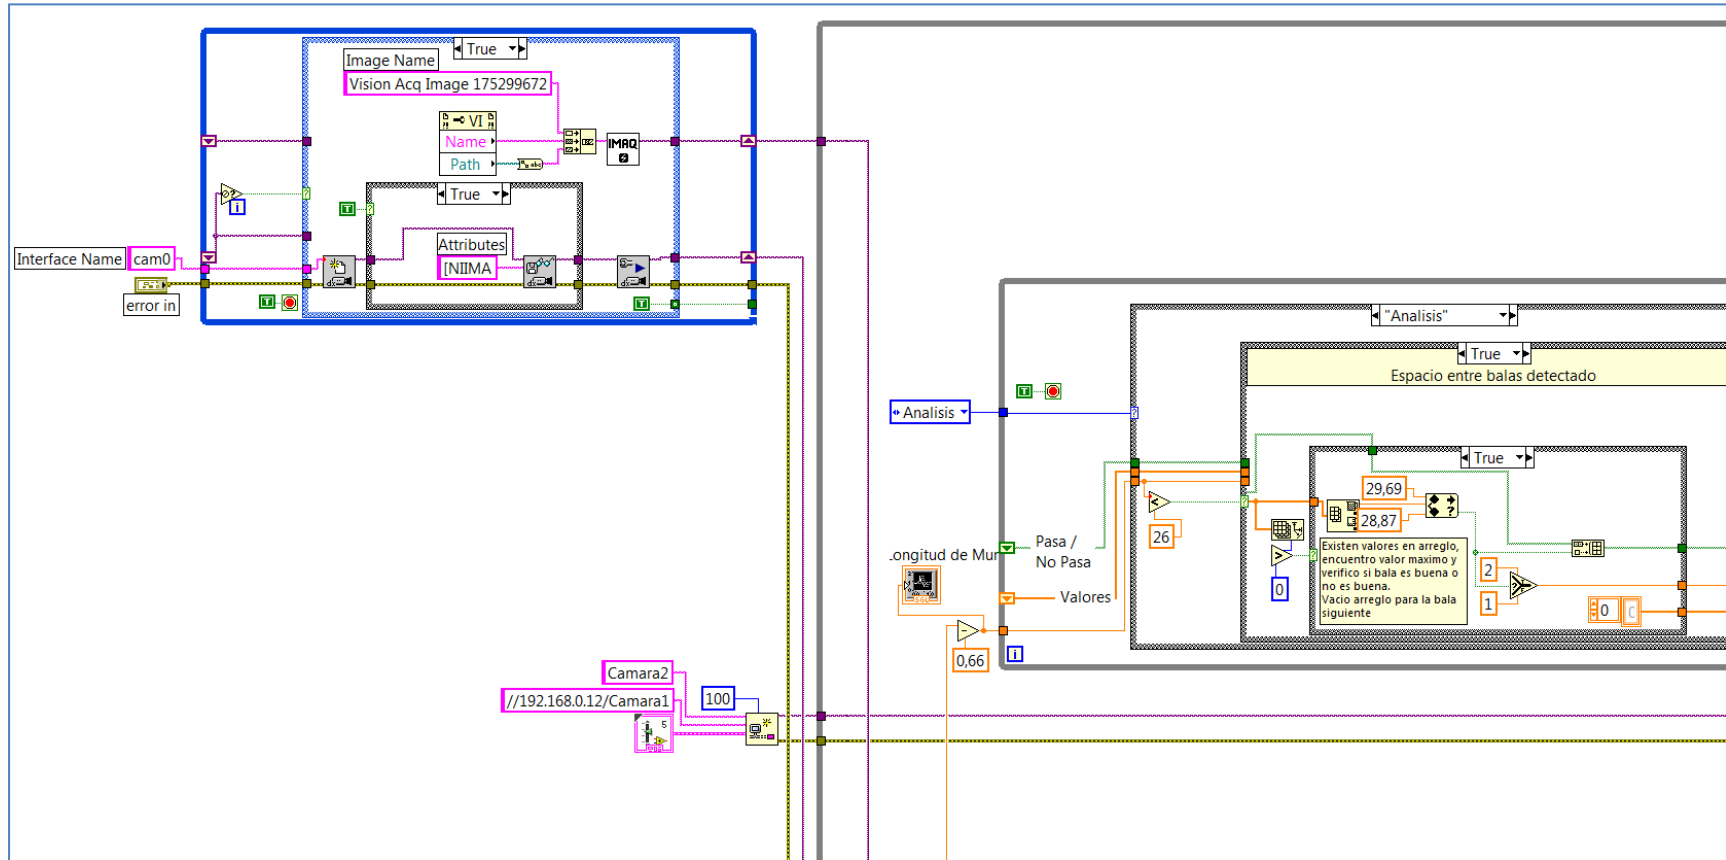 True
Image Name
Vision Acq Image 175299672
VI
Name
Path
IMAQ
True
T
i
Attributes
[NIIMA
Interface Name
cam0
error in
T
T
"Analisis"
True
Espacio entre balas detectado
T
Analisis
True
29,69
28,87
26
Existen valores en arreglo,
encuentro valor maximo y
verifico si bala es buena o
no es buena.
Vacio arreglo para la bala
siguiente
0
2
1
0
Pasa /
No Pasa
ongitud de Mur
Valores
0,66
i
Camara2
//192.168.0.12/Camara1
100
5